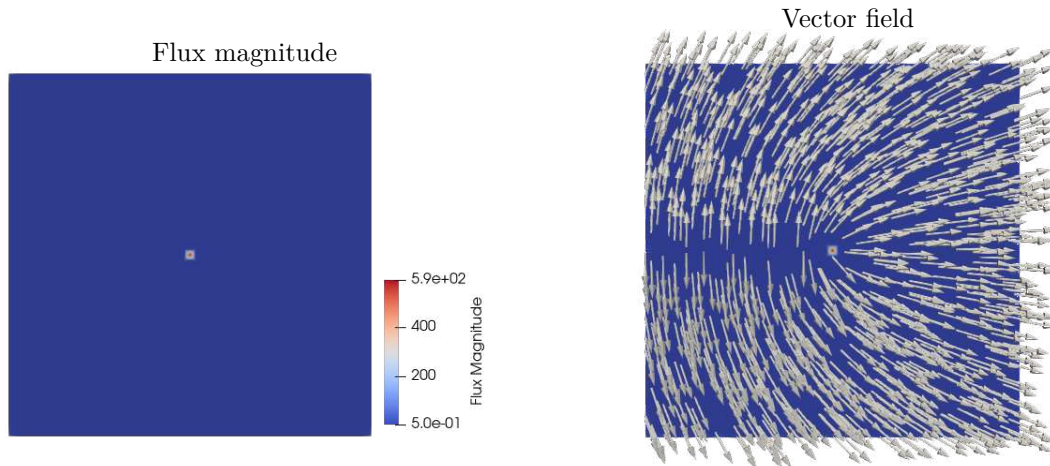 Flux magnitude
Vector field
5.9e+02
400
200
5.0e-01
Flux Magnitude